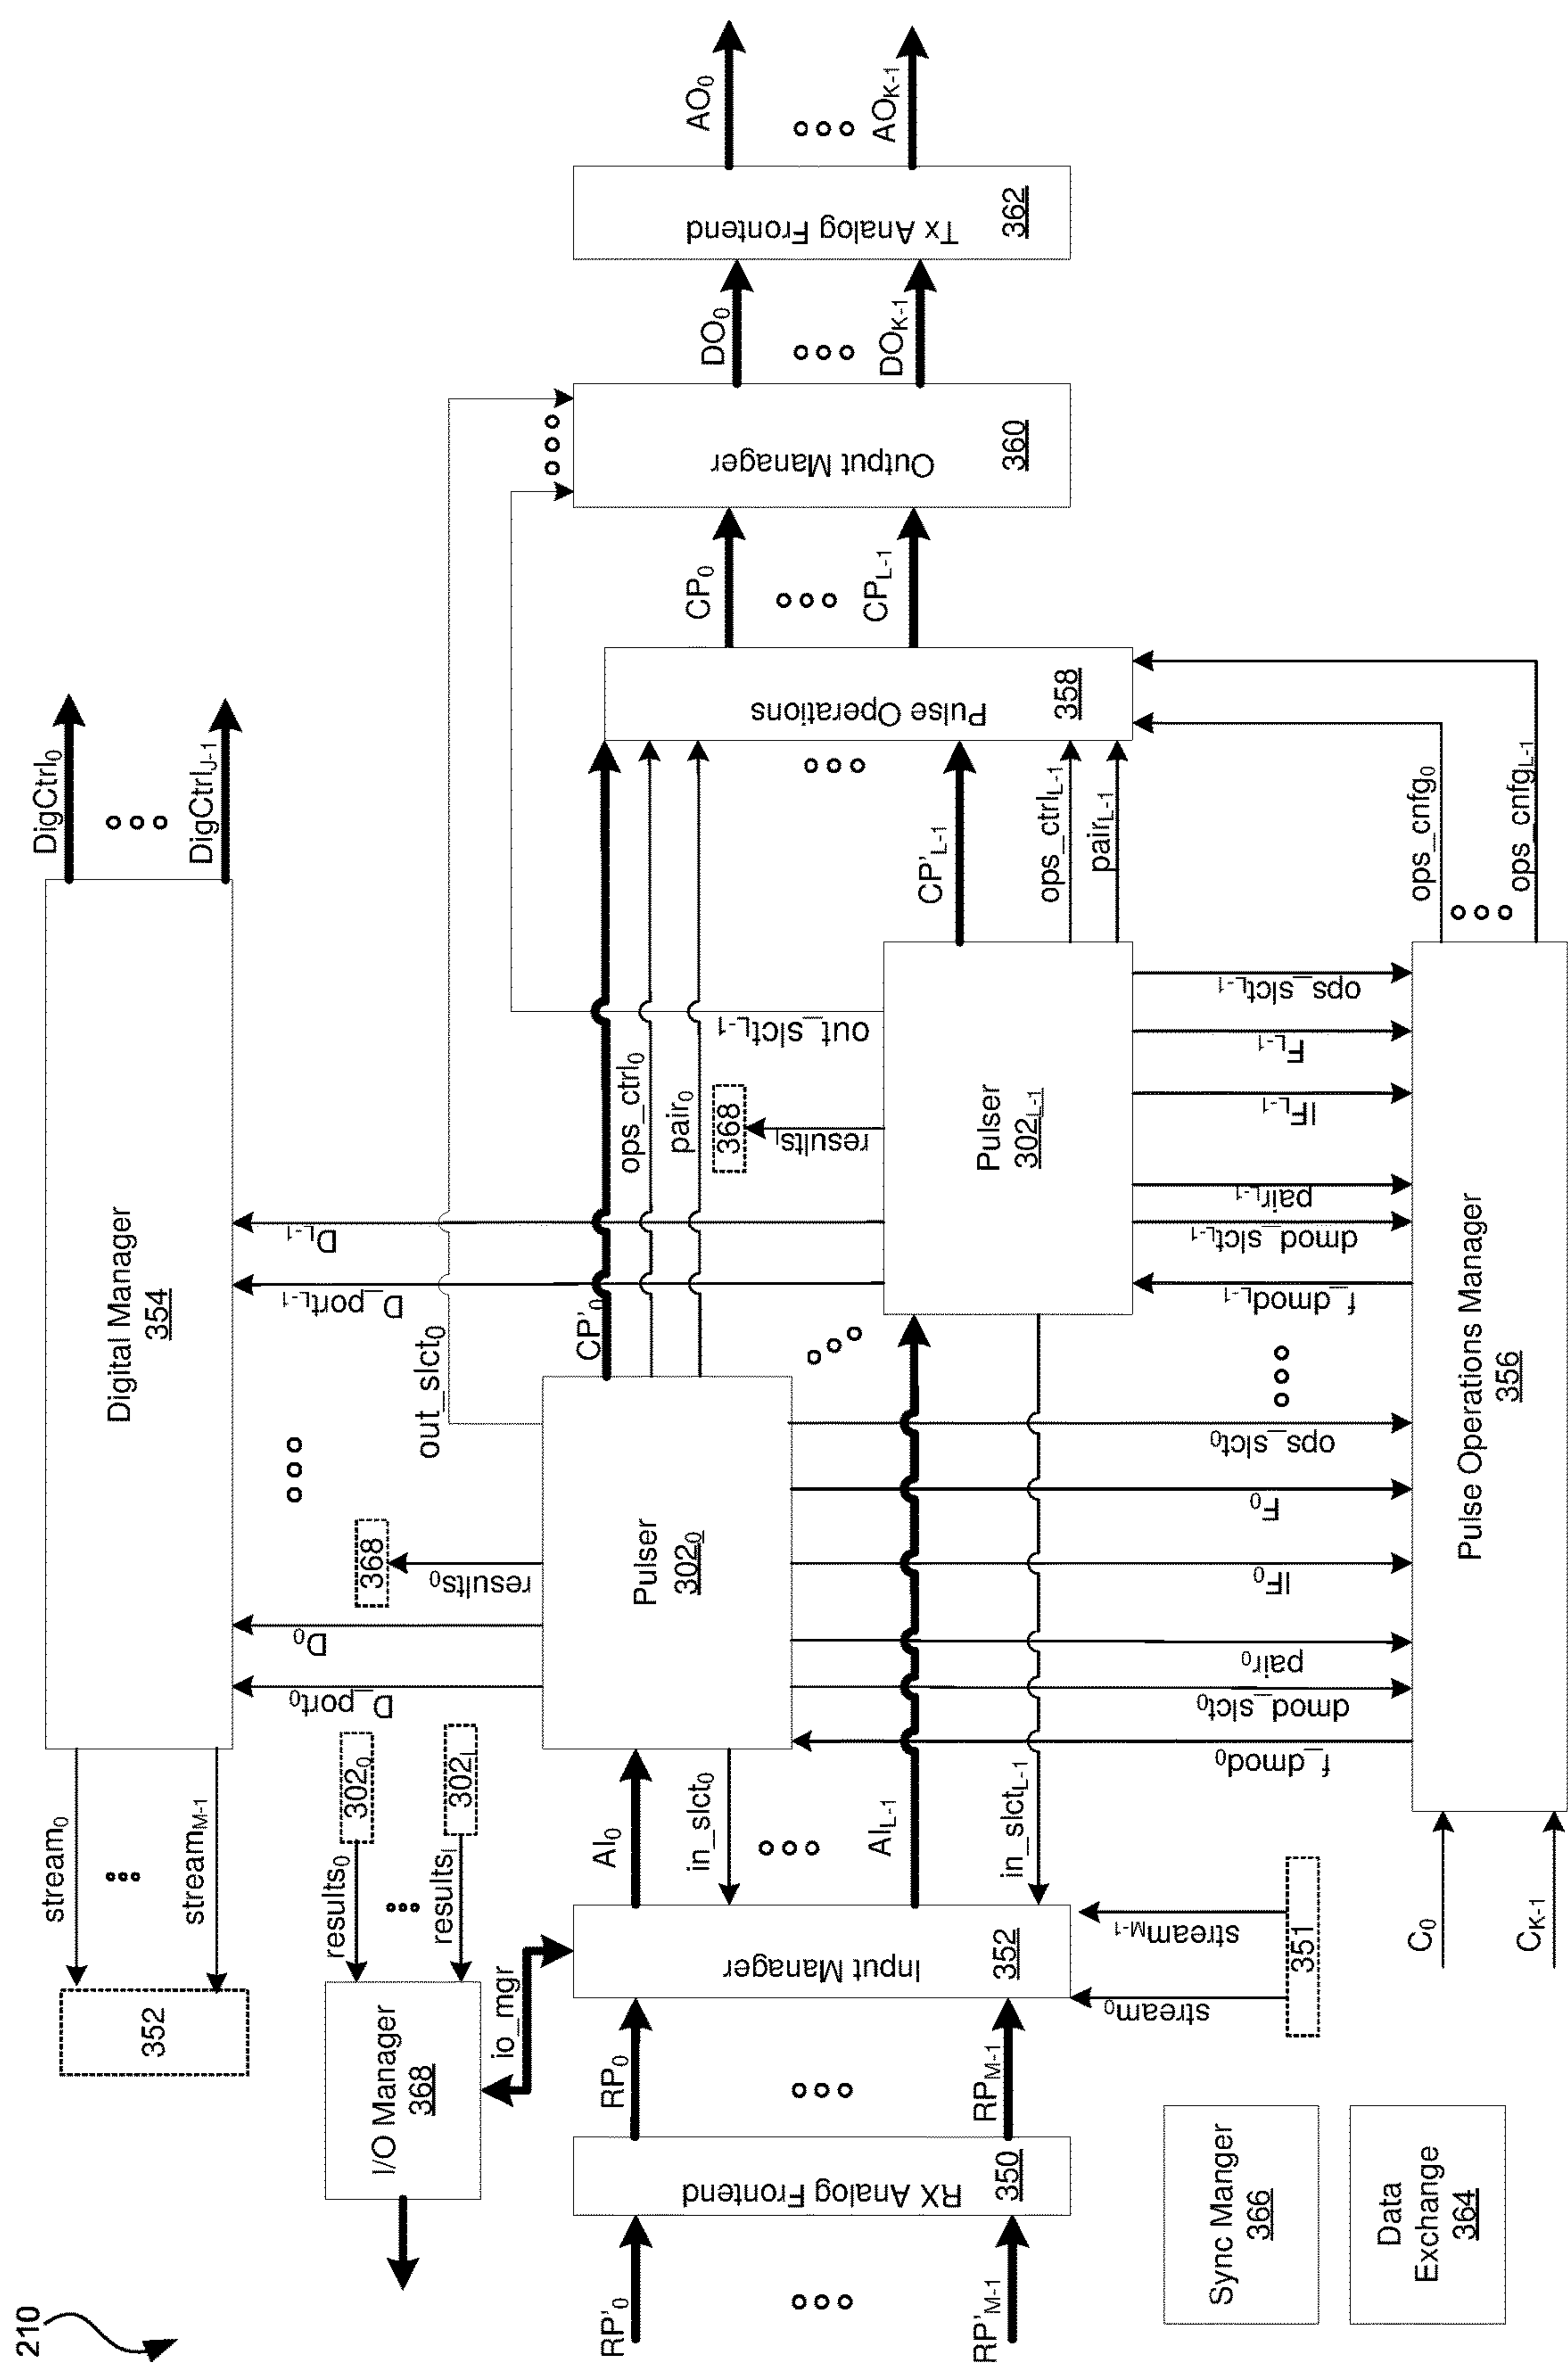 210
DigCtrl0
DigCtrlJ-1
Digital Manager
354
stream0
streamM-1
352
D_port0
D0
D_portL-1
DL-1
results0
368
3020
302L
results0
resultsl
I/O Manager
368
io_mgr
out_slct0
out_slctL-1
resultsl
368
Pulser
3020
Pulser
302L-1
CP'0
ops_ctrl0
pair0
CP'L-1
ops_ctrlL-1
pairL-1
RP'0
RP'M-1
RX Analog Frontend
350
RP0
RPM-1
Input Manager
352
AI0
in_slct0
AIL-1
in_slctL-1
stream0
streamM-1
351
Pulse Operations
358
CP0
CPL-1
Output Manager
360
DO0
DOK-1
Tx Analog Frontend
362
AO0
AOK-1
f_dmod0
dmod_slct0
pair0
IF0
F0
ops_slct0
f_dmodL-1
dmod_slctL-1
pairL-1
IFL-1
FL-1
ops_slctL-1
Pulse Operations Manager
356
C0
CK-1
ops_cnfg0
ops_cnfgL-1
Sync Manger
366
Data
Exchange
364